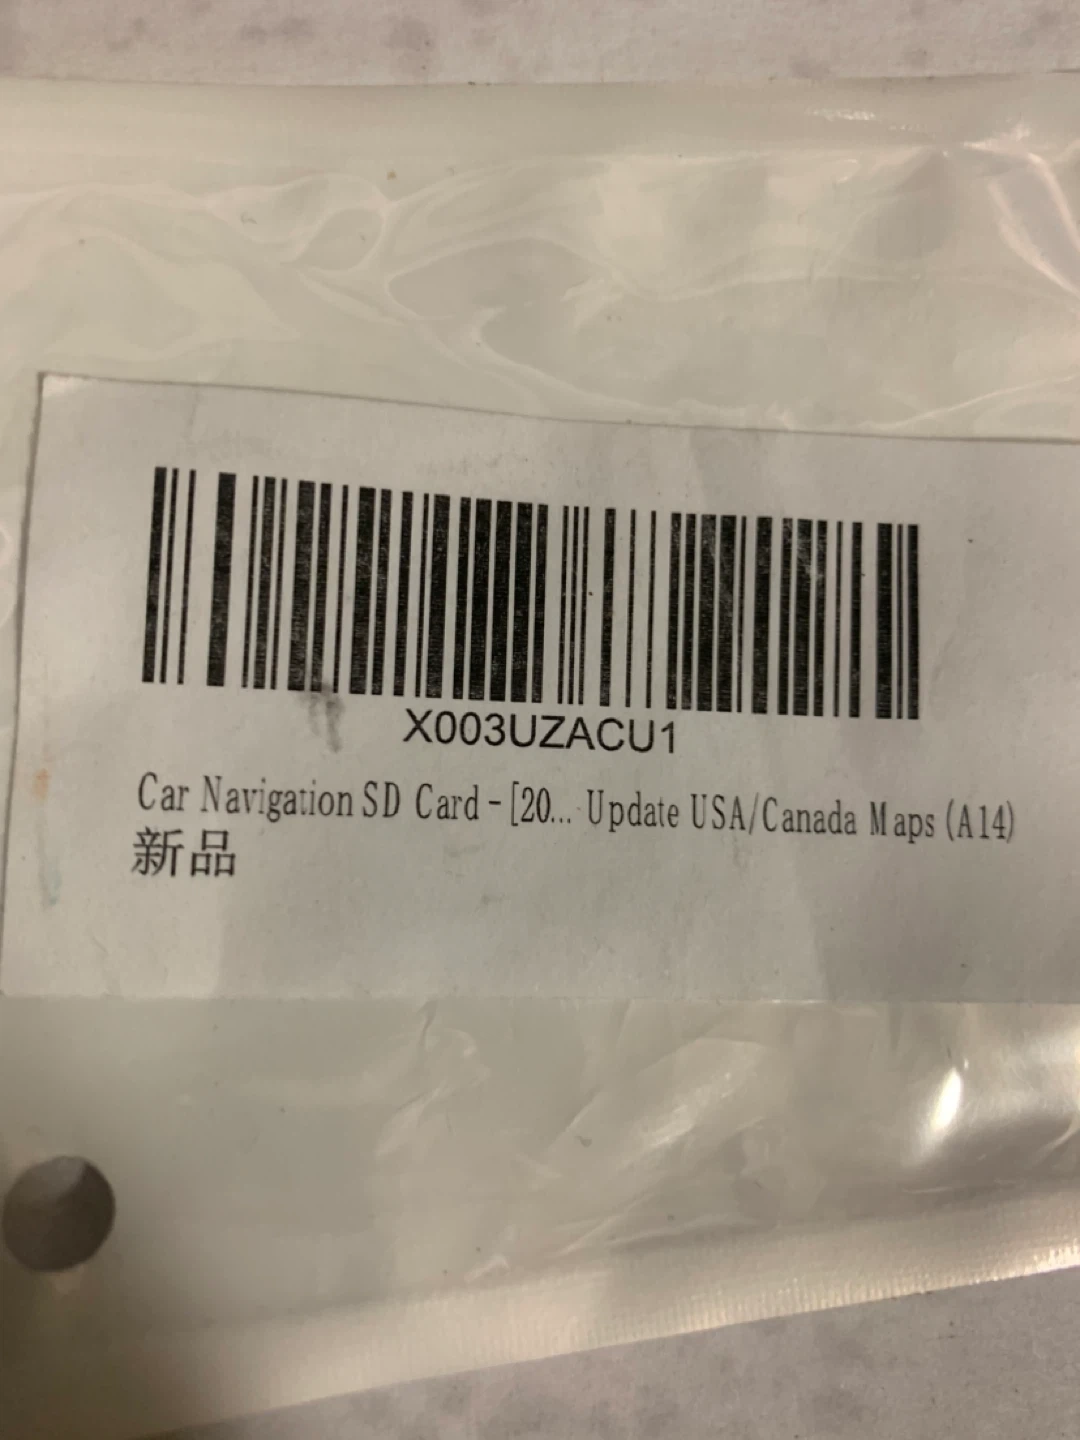 X003UZACU1
Car Navigation SD Card - [20... Update USA/Canada Maps (A14)
新品